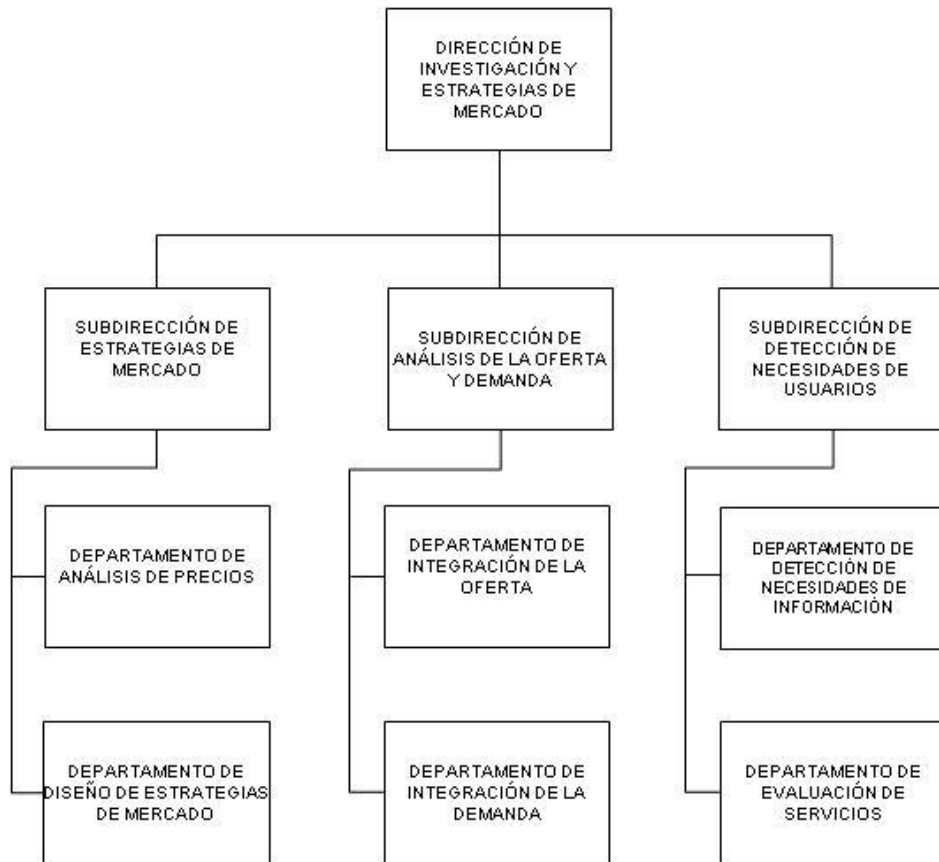 DIRECCIÓN DE
INVESTIGACIÓN Y
ESTRATEGIAS DE
MERCADO
SUBDIRECCIÓN DE
ESTRATEGIAS DE
MERCADO
SUBDIRECCIÓN DE
ANÁLISIS DE LA OFERTA
Y DEMANDA
SUBDIRECCIÓN DE
DETECCIÓN DE
NECESIDADES DE
USUARIOS
DEPARTAMENTO DE
ANÁLISIS DE PRECIOS
DEPARTAMENTO DE
INTEGRACIÓN DE LA
OFERTA
DEPARTAMENTO DE
DETECCIÓN DE
NECESIDADES DE
INFORMACIÓN
DEPARTAMENTO DE
DISEÑO DE ESTRATEGIAS
DE MERCADO
DEPARTAMENTO DE
INTEGRACIÓN DE LA
DEMANDA
DEPARTAMENTO DE
EVALUACIÓN DE
SERVICIOS